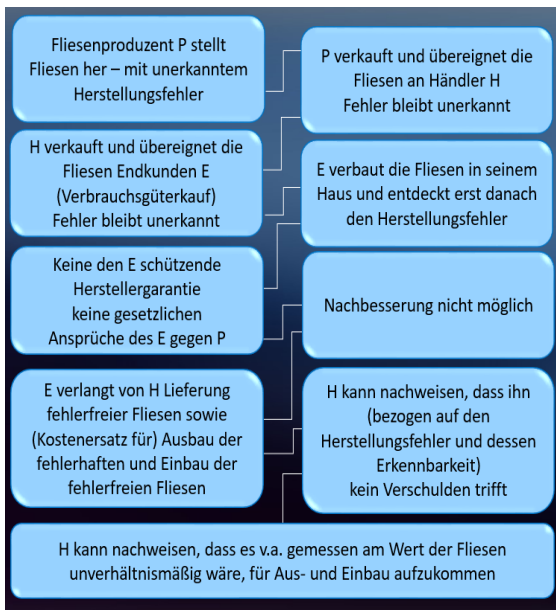 Fliesenproduzent P stellt
Fliesen her – mit unerkanntem
Herstellungsfehler
P verkauft und übereignet die
Fliesen an Händler H
Fehler bleibt unerkannt
H verkauft und übereignet die
Fliesen Endkunden E
(Verbrauchsgüterkauf)
Fehler bleibt unerkannt
E verbaut die Fliesen in seinem
Haus und entdeckt erst danach
den Herstellungsfehler
Keine den E schützende
Herstellergarantie
keine gesetzlichen
Ansprüche des E gegen P
Nachbesserung nicht möglich
E verlangt von H Lieferung
fehlerfreier Fliesen sowie
(Kostenersatz für) Ausbau der
fehlerhaften und Einbau der
fehlerfreien Fliesen
H kann nachweisen, dass ihn
(bezogen auf den
Herstellungsfehler und dessen
Erkennbarkeit)
kein Verschulden trifft
H kann nachweisen, dass es v.a. gemessen am Wert der Fliesen
unverhältnismäßig wäre, für Aus- und Einbau aufzukommen